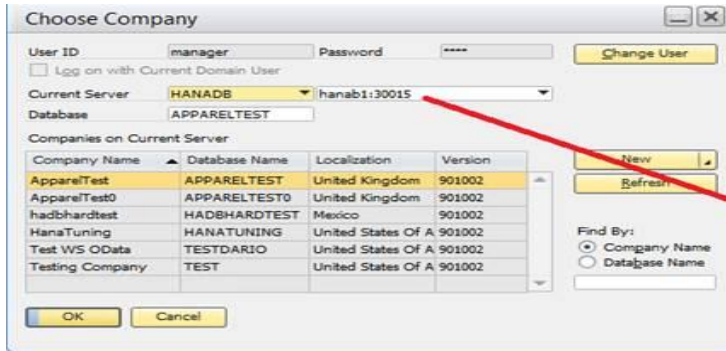 Choose Company
User ID manager Password **** Change User
Log on with Current Domain User
Current Server HANADB hanab1:30015
Database APPARELTEST
Companies on Current Server
Company Name Database Name Localization Version New
ApparelTest APPARELTEST United Kingdom 901002 Refresh
ApparelTest0 APPARELTEST0 United Kingdom 901002
hadbhardtest HADBHARDTEST Mexico 901002
HanaTuning HANATUNING United States Of A 901002 Find By:
Test WS OData TESTDARIO United States Of A 901002 Company Name
Testing Company TEST United States Of A 901002 Database Name
OK Cancel